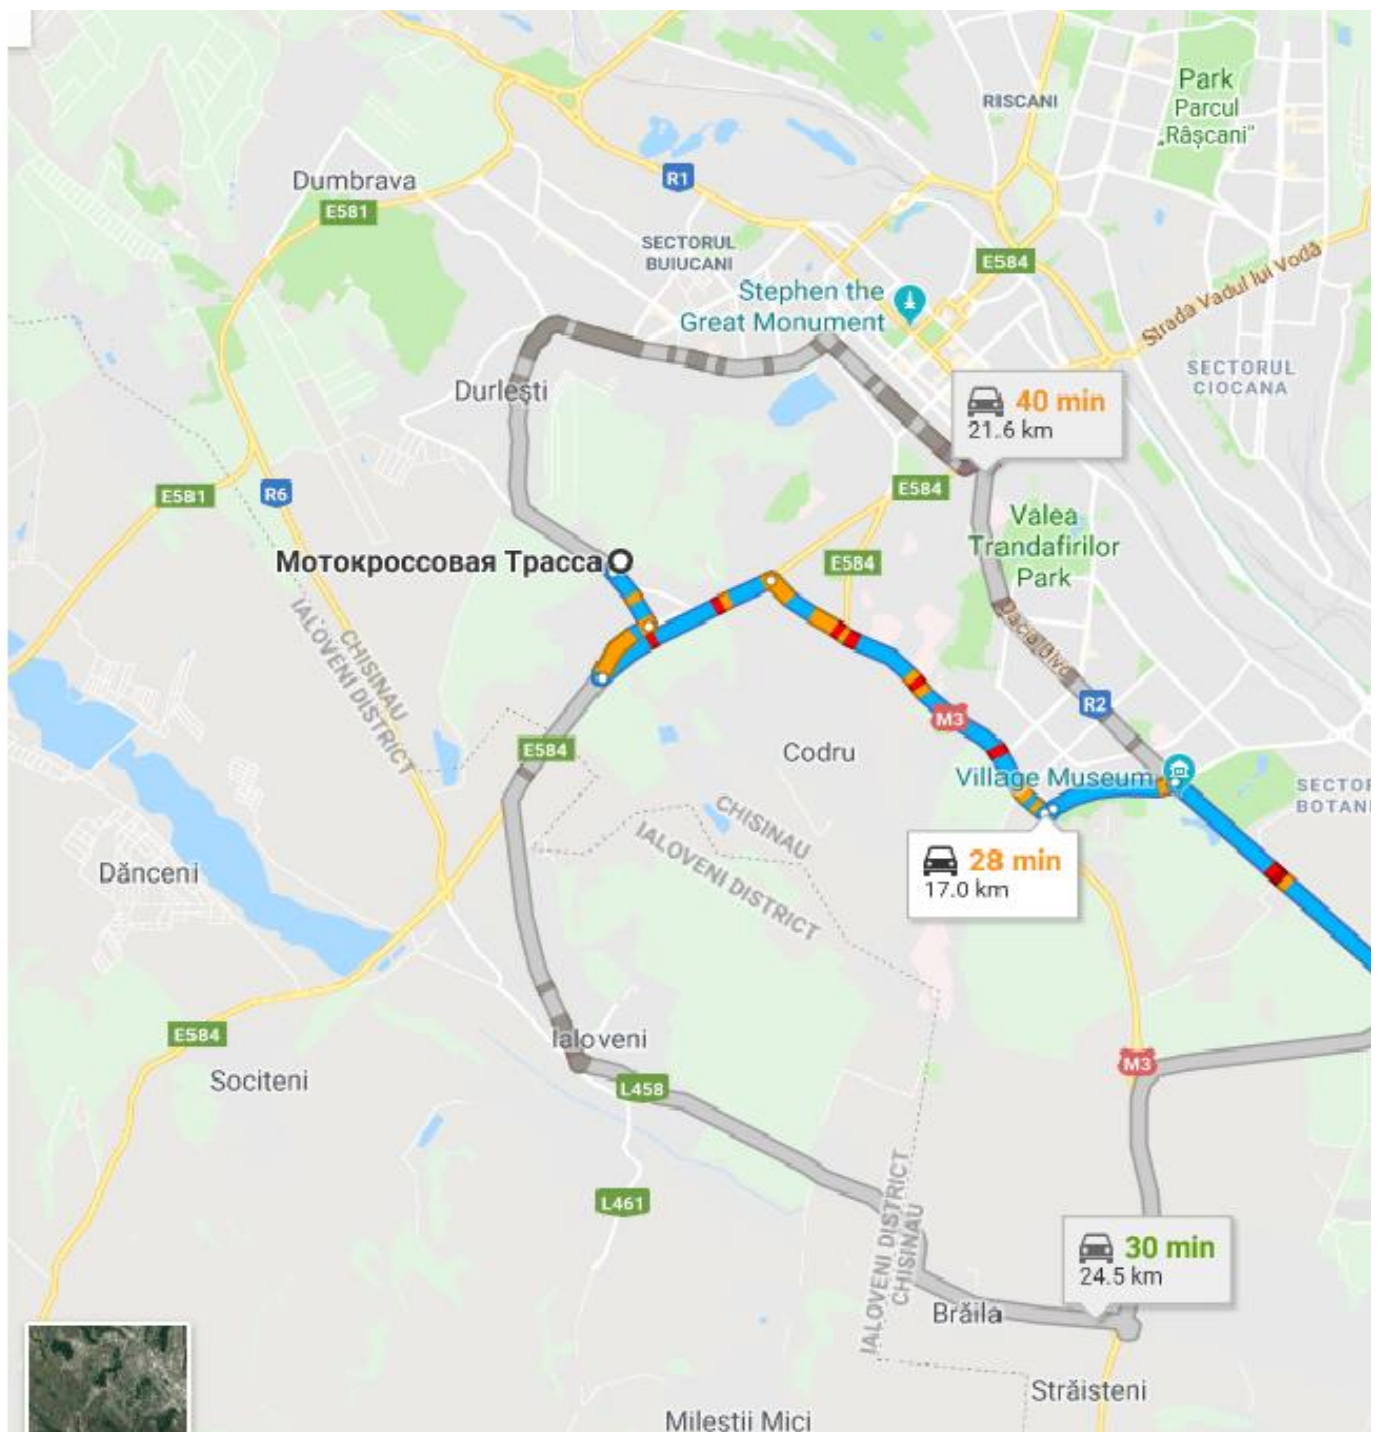 Park
Parcul
„Râșcani"
RISCANI
Dumbrava
E581
R1
SECTORUL
BUIUCANI
E584
Strada Vadul lui Vodă
Stephen the
Great Monument
SECTORUL
CIOCANA
Durlești
40 min
21.6 km
E581
R6
E584
Valea
Trandafirilor
Park
E584
Мотокроссовая Трасса
CHISINAU
IALOVENI DISTRICT
Dacia Blvd
R2
M3
E584
Codru
Village Museum
SECTOR
BOTANI
CHISINAU
IALOVENI DISTRICT
28 min
17.0 km
Dănceni
E584
Ialoveni
Sociteni
L458
M3
L461
IALOVENI DISTRICT
CHISINAU
30 min
24.5 km
Brăila
Străisteni
Milestii Mici